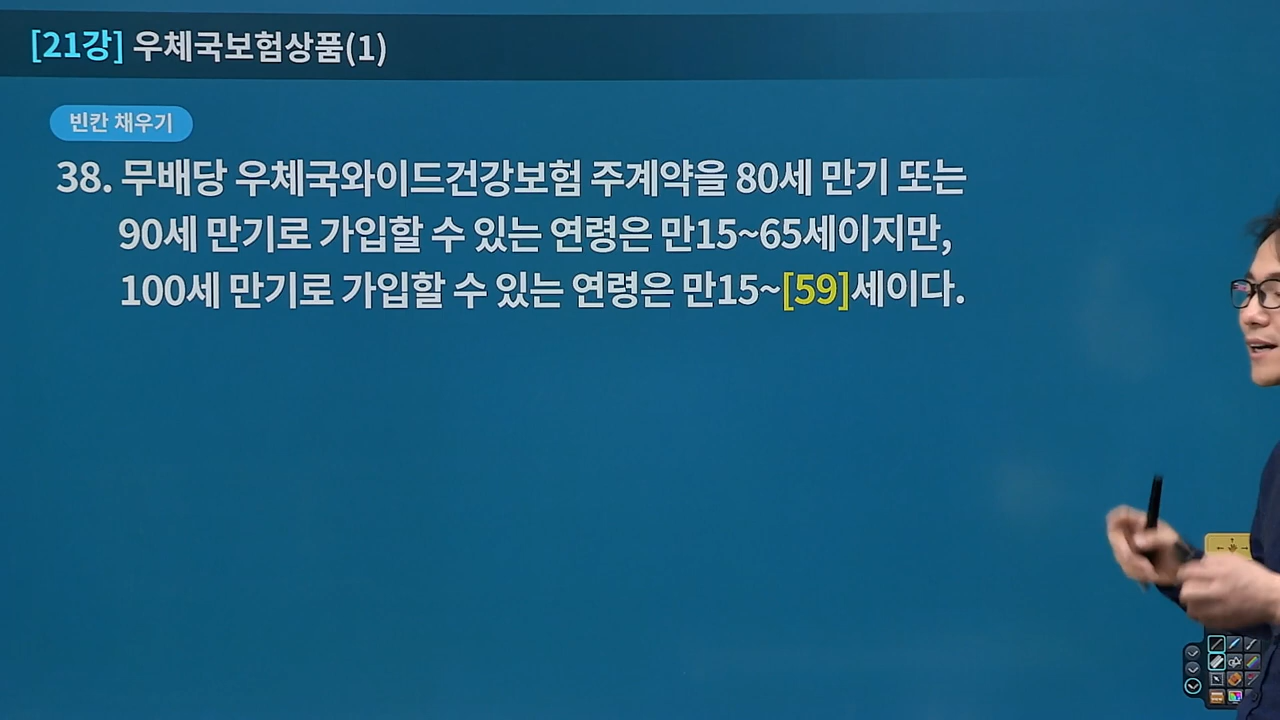 [21강] 우체국보험상품(1)
빈칸 채우기
38. 무배당 우체국와이드건강보험 주계약을 80세 만기 또는
90세 만기로 가입할 수 있는 연령은 만15~65세이지만,
100세 만기로 가입할 수 있는 연령은 만15~[59]세이다.